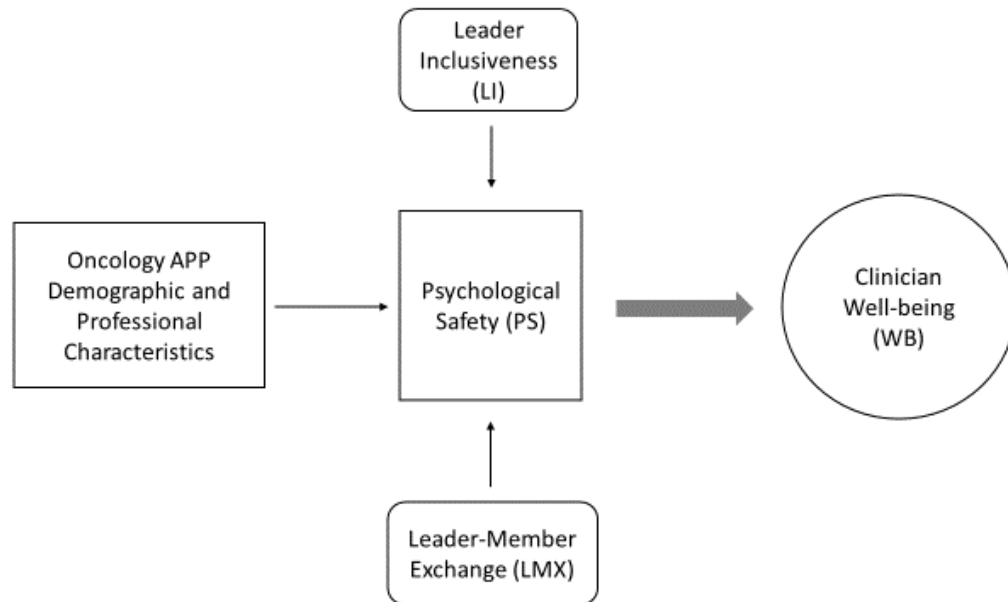 Leader
Inclusiveness
(LI)
Oncology APP
Demographic and
Professional
Characteristics
Psychological
Safety (PS)
Clinician
Well-being
(WB)
Leader-Member
Exchange (LMX)